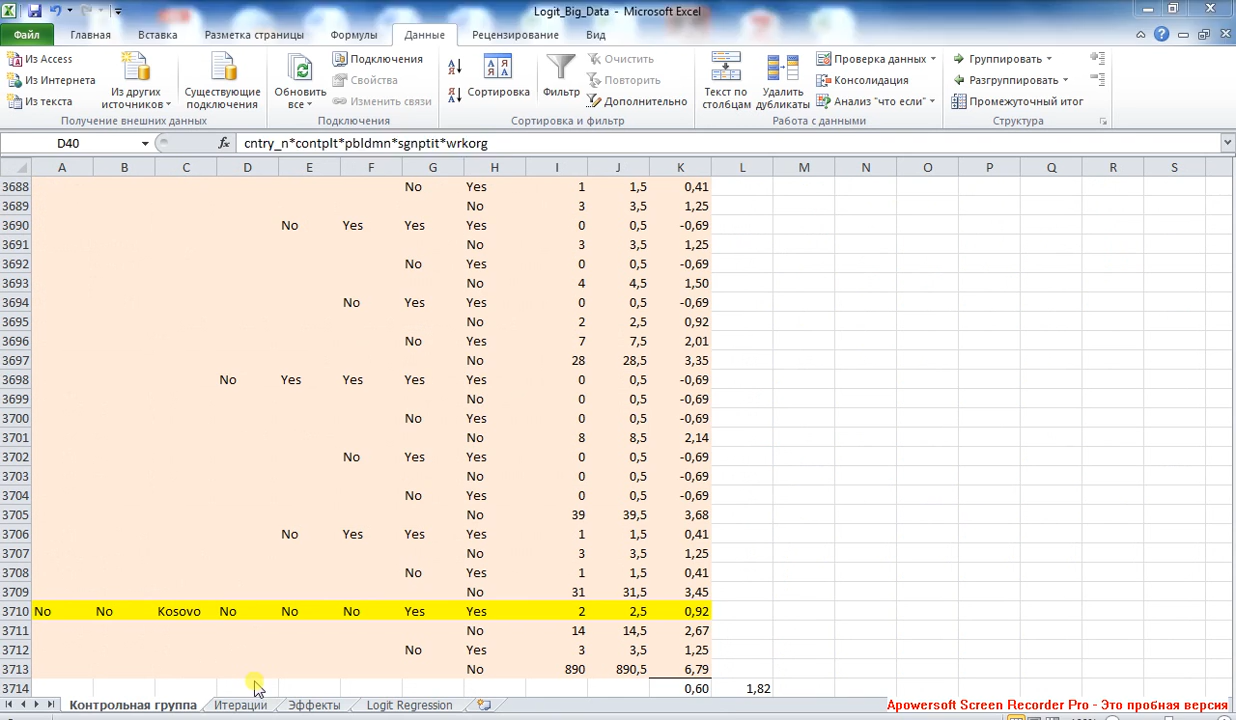 Logit_Big_Data - Microsoft Excel
Файл Главная Вставка Разметка страницы Формулы Данные Рецензирование Вид
Из Access
Из Интернета
Из текста
Из других источников
Существующие подключения
Получение внешних данных
Обновить все
Подключения
Свойства
Изменить связи
Подключения
Сортировка
Фильтр
Очистить
Повторить
Дополнительно
Сортировка и фильтр
Текст по столбцам
Удалить дубликаты
Проверка данных
Консолидация
Анализ "что если"
Работа с данными
Группировать
Разгруппировать
Промежуточный итог
Структура
D40 fx cntry_n*contplt*pbldmn*sgnptit*wrkorg
A B C D E F G H I J K L M N O P Q R S
3688 No Yes 1 1,5 0,41
3689 No 3 3,5 1,25
3690 No Yes Yes Yes 0 0,5 -0,69
3691 No 3 3,5 1,25
3692 No Yes 0 0,5 -0,69
3693 No 4 4,5 1,50
3694 No Yes Yes 0 0,5 -0,69
3695 No 2 2,5 0,92
3696 No Yes 7 7,5 2,01
3697 No 28 28,5 3,35
3698 No Yes Yes Yes Yes 0 0,5 -0,69
3699 No 0 0,5 -0,69
3700 No Yes 0 0,5 -0,69
3701 No 8 8,5 2,14
3702 No Yes Yes 0 0,5 -0,69
3703 No 0 0,5 -0,69
3704 No Yes 0 0,5 -0,69
3705 No 39 39,5 3,68
3706 No Yes Yes Yes 1 1,5 0,41
3707 No 3 3,5 1,25
3708 No Yes 1 1,5 0,41
3709 No 31 31,5 3,45
3710 No No Kosovo No No No Yes Yes 2 2,5 0,92
3711 No 14 14,5 2,67
3712 No Yes 3 3,5 1,25
3713 No 890 890,5 6,79
3714 0,60 1,82
Контрольная группа Итерации Эффекты Logit Regression
Apowersoft Screen Recorder Pro - Это пробная версия